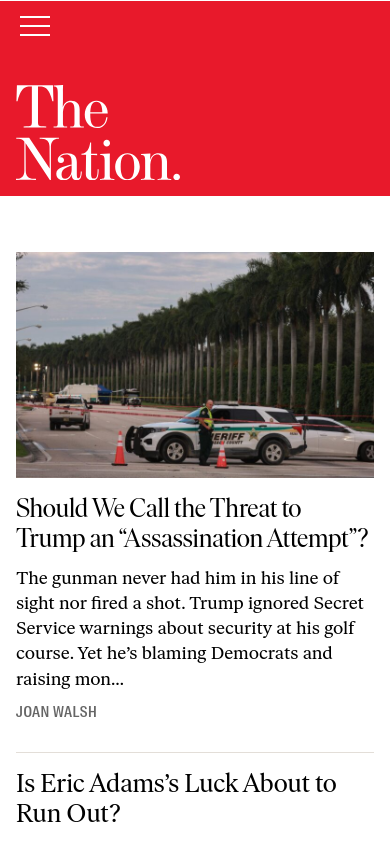 The
Nation.
SHERIFF
Should We Call the Threat to
Trump an “Assassination Attempt”?
The gunman never had him in his line of
sight nor fired a shot. Trump ignored Secret
Service warnings about security at his golf
course. Yet he’s blaming Democrats and
raising mon...
JOAN WALSH
Is Eric Adams’s Luck About to
Run Out?